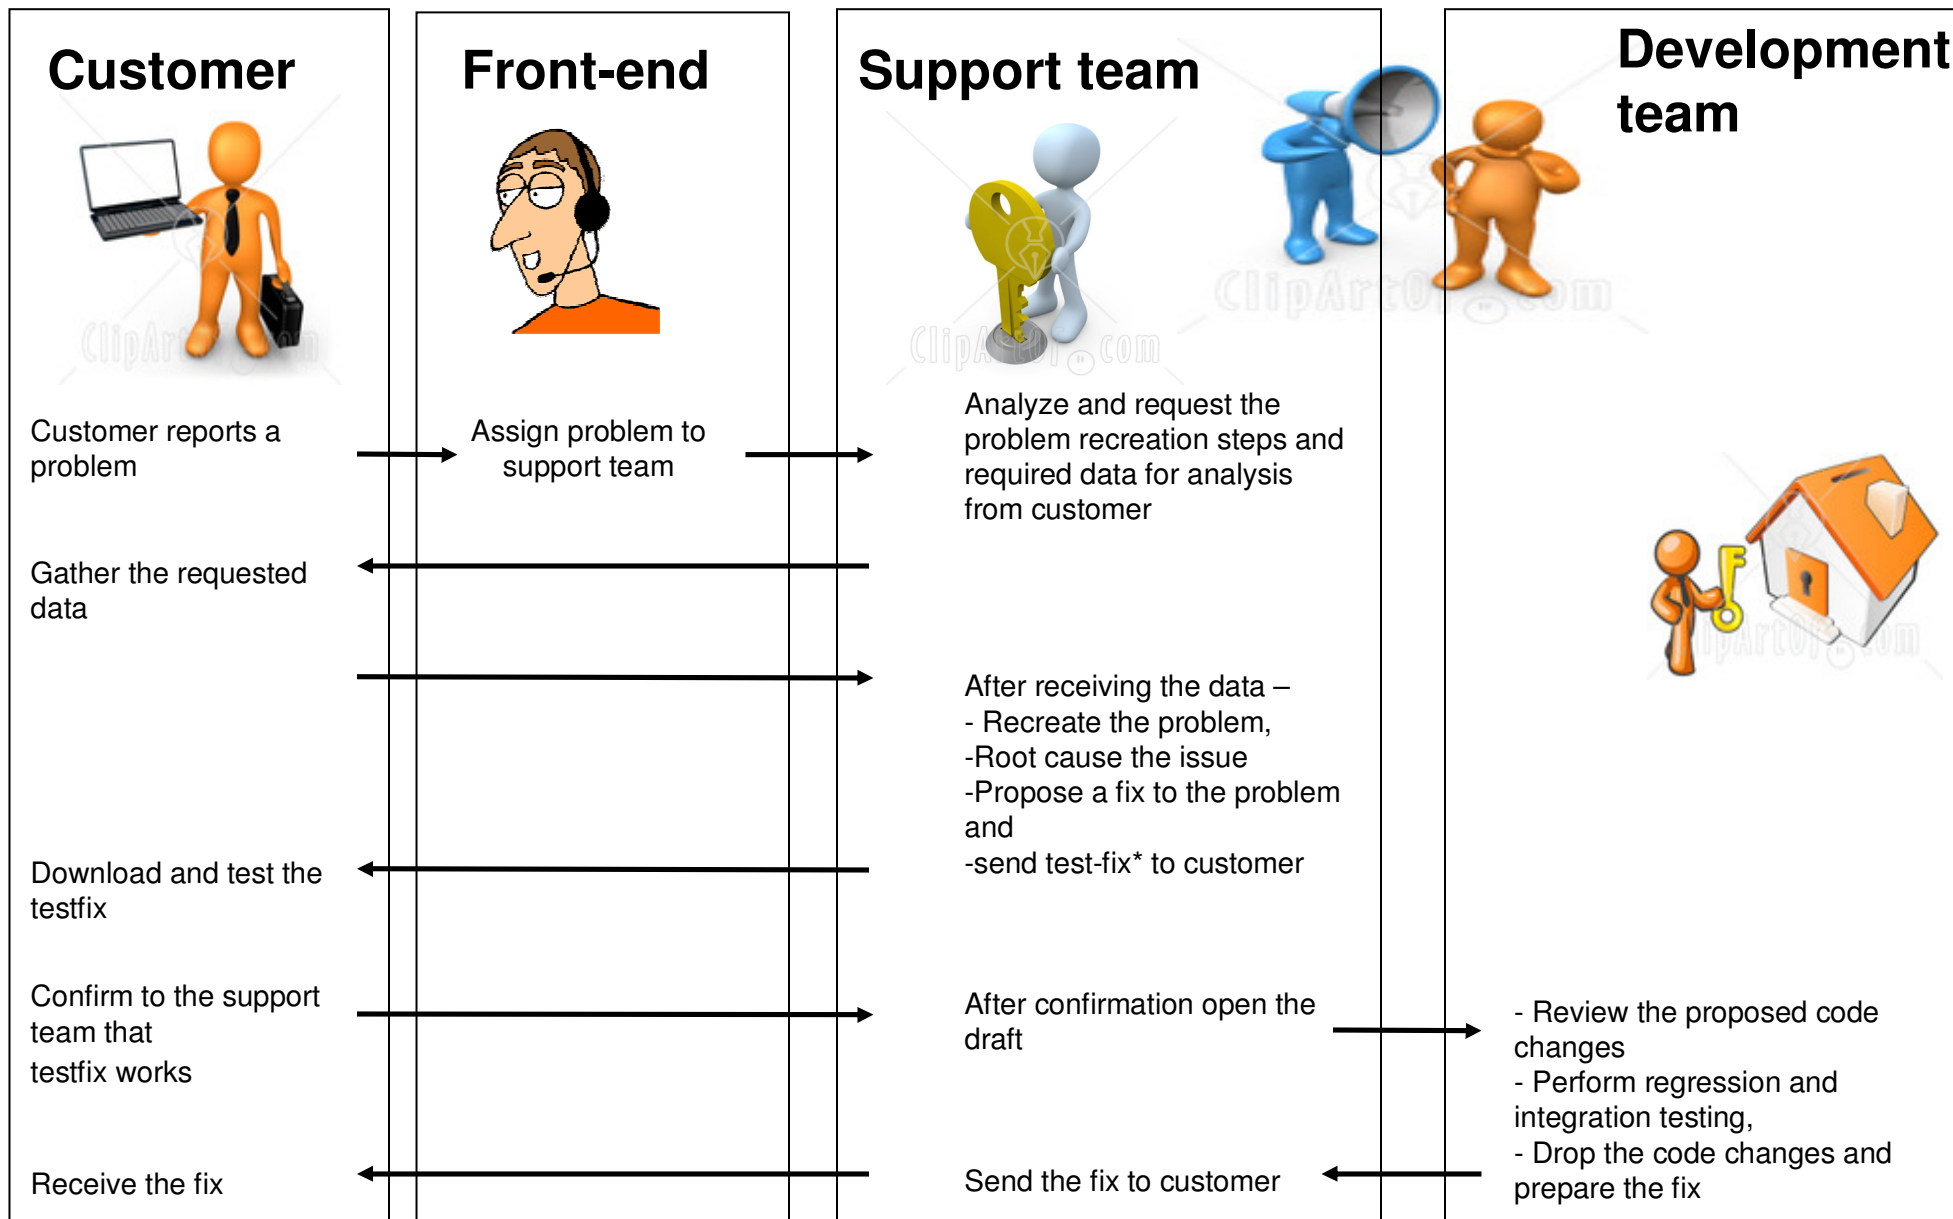 Customer
Front-end
Support team
Development
team
Customer reports a
problem
Assign problem to
support team
Analyze and request the
problem recreation steps and
required data for analysis
from customer
Gather the requested
data
After receiving the data –
- Recreate the problem,
-Root cause the issue
-Propose a fix to the problem
and
-send test-fix* to customer
Download and test the
testfix
Confirm to the support
team that
testfix works
After confirmation open the
draft
- Review the proposed code
changes
- Perform regression and
integration testing,
- Drop the code changes and
prepare the fix
Send the fix to customer
Receive the fix
ClipArtOf.com
ClipArtOf.com